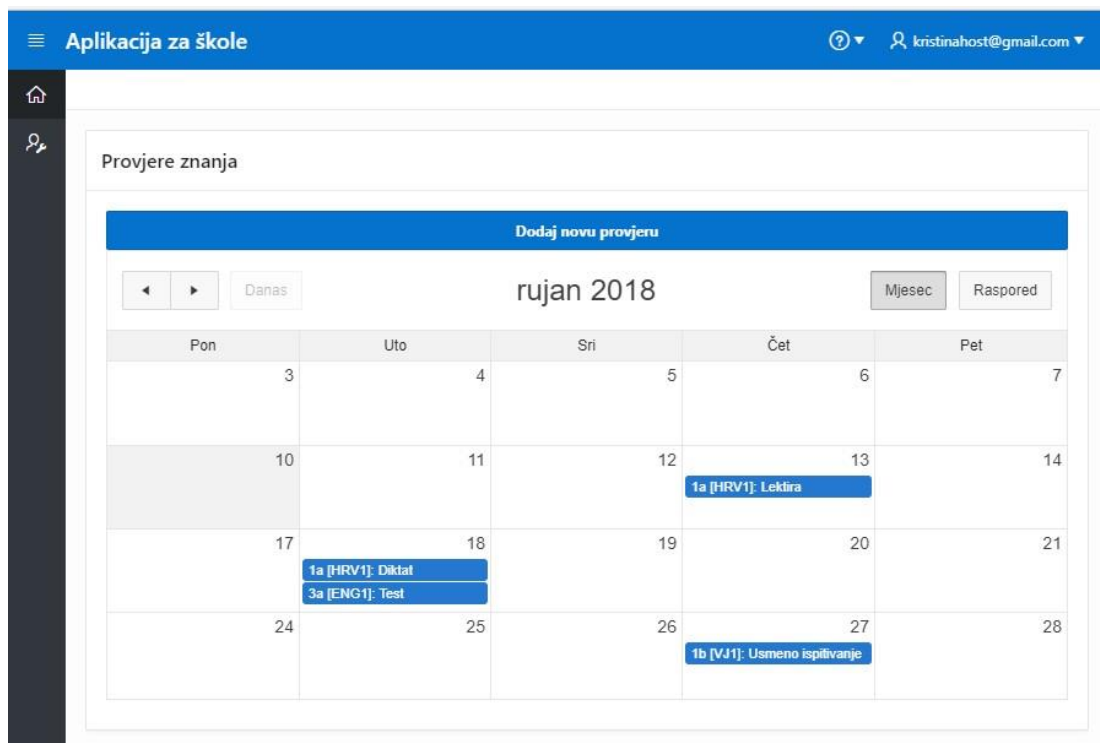 Aplikacija za škole
kristinahost@gmail.com
Provjere znanja
Dodaj novu provjeru
Danas
rujan 2018
Mjesec Raspored
Pon Uto Sri Čet Pet
3 4 5 6 7
10 11 12 13 14
1a [HRV1]: Lektira
17 18 19 20 21
1a [HRV1]: Diktat
3a [ENG1]: Test
24 25 26 27 28
1b [VJ1]: Usmeno ispitivanje